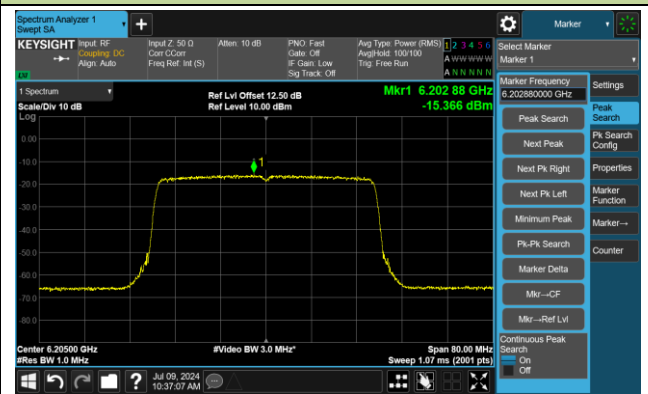 Spectrum Analyzer 1
Swept SA
+
Marker
KEYSIGHT
Input: RF
Coupling: DC
Align: Auto
Input Z: 50 Ω
Corr CCorr
Freq Ref: Int (S)
Atten: 10 dB
PNO: Fast
Gate: Off
IF Gain: Low
Sig Track: Off
Avg Type: Power (RMS)
Avg|Hold: 100/100
Trig: Free Run
1 2 3 4 5 6
A W W W W W
A N N N N N
LW
Select Marker
Marker 1
1 Spectrum
Scale/Div 10 dB
Log
Ref Lvl Offset 12.50 dB
Ref Level 10.00 dBm
Mkr1 6.202 88 GHz
-15.366 dBm
0.00
-10.0
-20.0
-30.0
-40.0
-50.0
-60.0
-70.0
-80.0
1
Center 6.20500 GHz
#Res BW 1.0 MHz
#Video BW 3.0 MHz*
Span 80.00 MHz
Sweep 1.07 ms (2001 pts)
Marker Frequency
6.202880000 GHz
Peak Search
Next Peak
Next Pk Right
Next Pk Left
Minimum Peak
Pk-Pk Search
Marker Delta
Mkr→CF
Mkr→Ref Lvl
Continuous Peak
Search
On
Off
Settings
Peak
Search
Pk Search
Config
Properties
Marker
Function
Marker→
Counter
?
Jul 09, 2024
10:37:07 AM